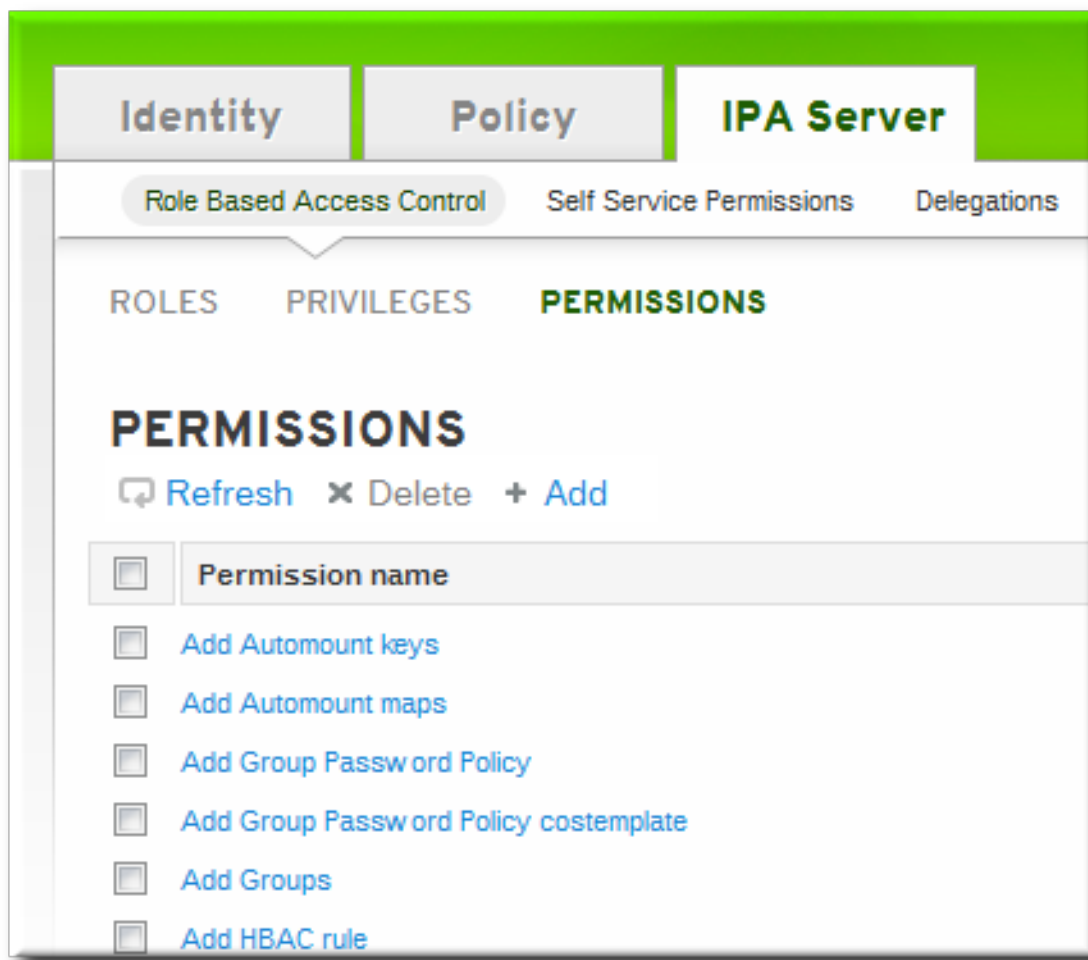 Identity Policy IPA Server
Role Based Access Control Self Service Permissions Delegations
ROLES PRIVILEGES PERMISSIONS
PERMISSIONS
Refresh Delete + Add
Permission name
Add Automount keys
Add Automount maps
Add Group Password Policy
Add Group Password Policy costemplate
Add Groups
Add HBAC rule